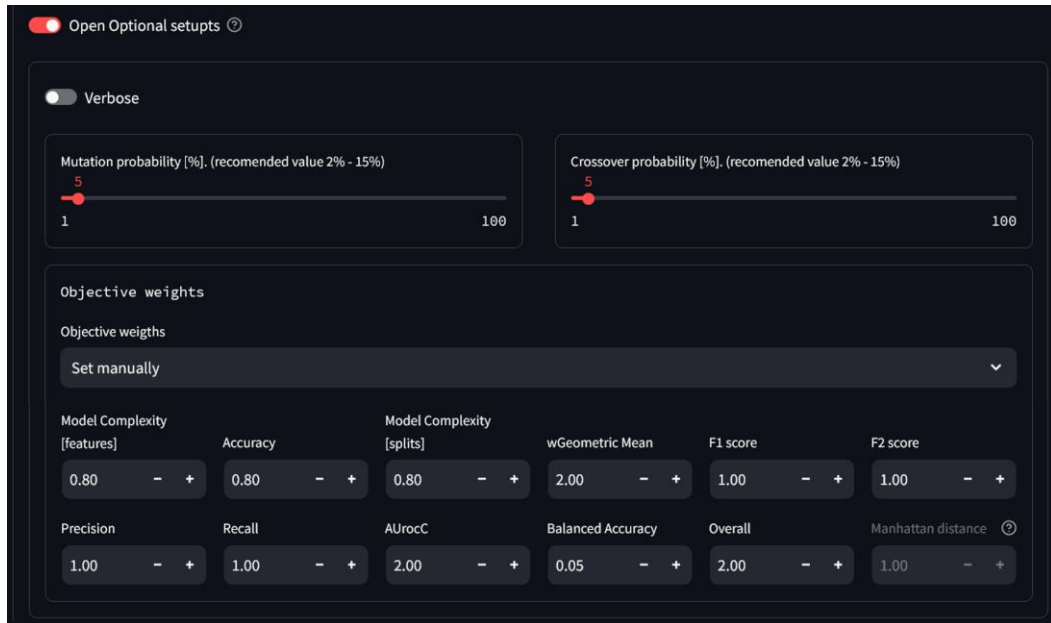 Open Optional setupts ?
Verbose
Mutation probability [%]. (recomended value 2% - 15%)
5
1 100
Crossover probability [%]. (recomended value 2% - 15%)
5
1 100
Objective weights
Objective weigths
Set manually
Model Complexity
[features]
0.80 - +
Accuracy
0.80 - +
Model Complexity
[splits]
0.80 - +
wGeometric Mean
2.00 - +
F1 score
1.00 - +
F2 score
1.00 - +
Precision
1.00 - +
Recall
1.00 - +
AUrocC
2.00 - +
Balanced Accuracy
0.05 - +
Overall
2.00 - +
Manhattan distance ?
1.00 - +